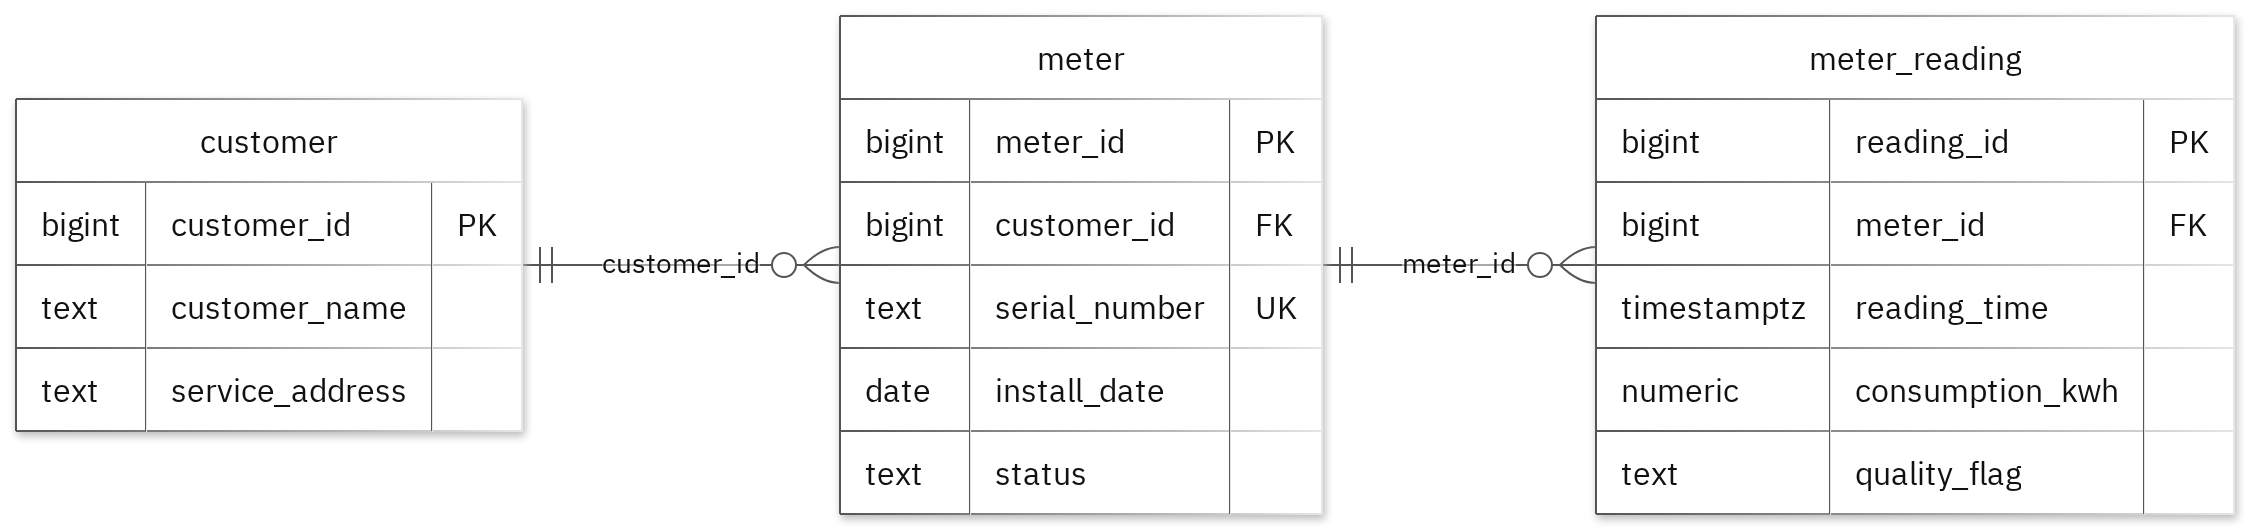 customer
bigint customer_id PK
text customer_name
text service_address
customer_id
meter
bigint meter_id PK
bigint customer_id FK
text serial_number UK
date install_date
text status
meter_id
meter_reading
bigint reading_id PK
bigint meter_id FK
timestamptz reading_time
numeric consumption_kwh
text quality_flag